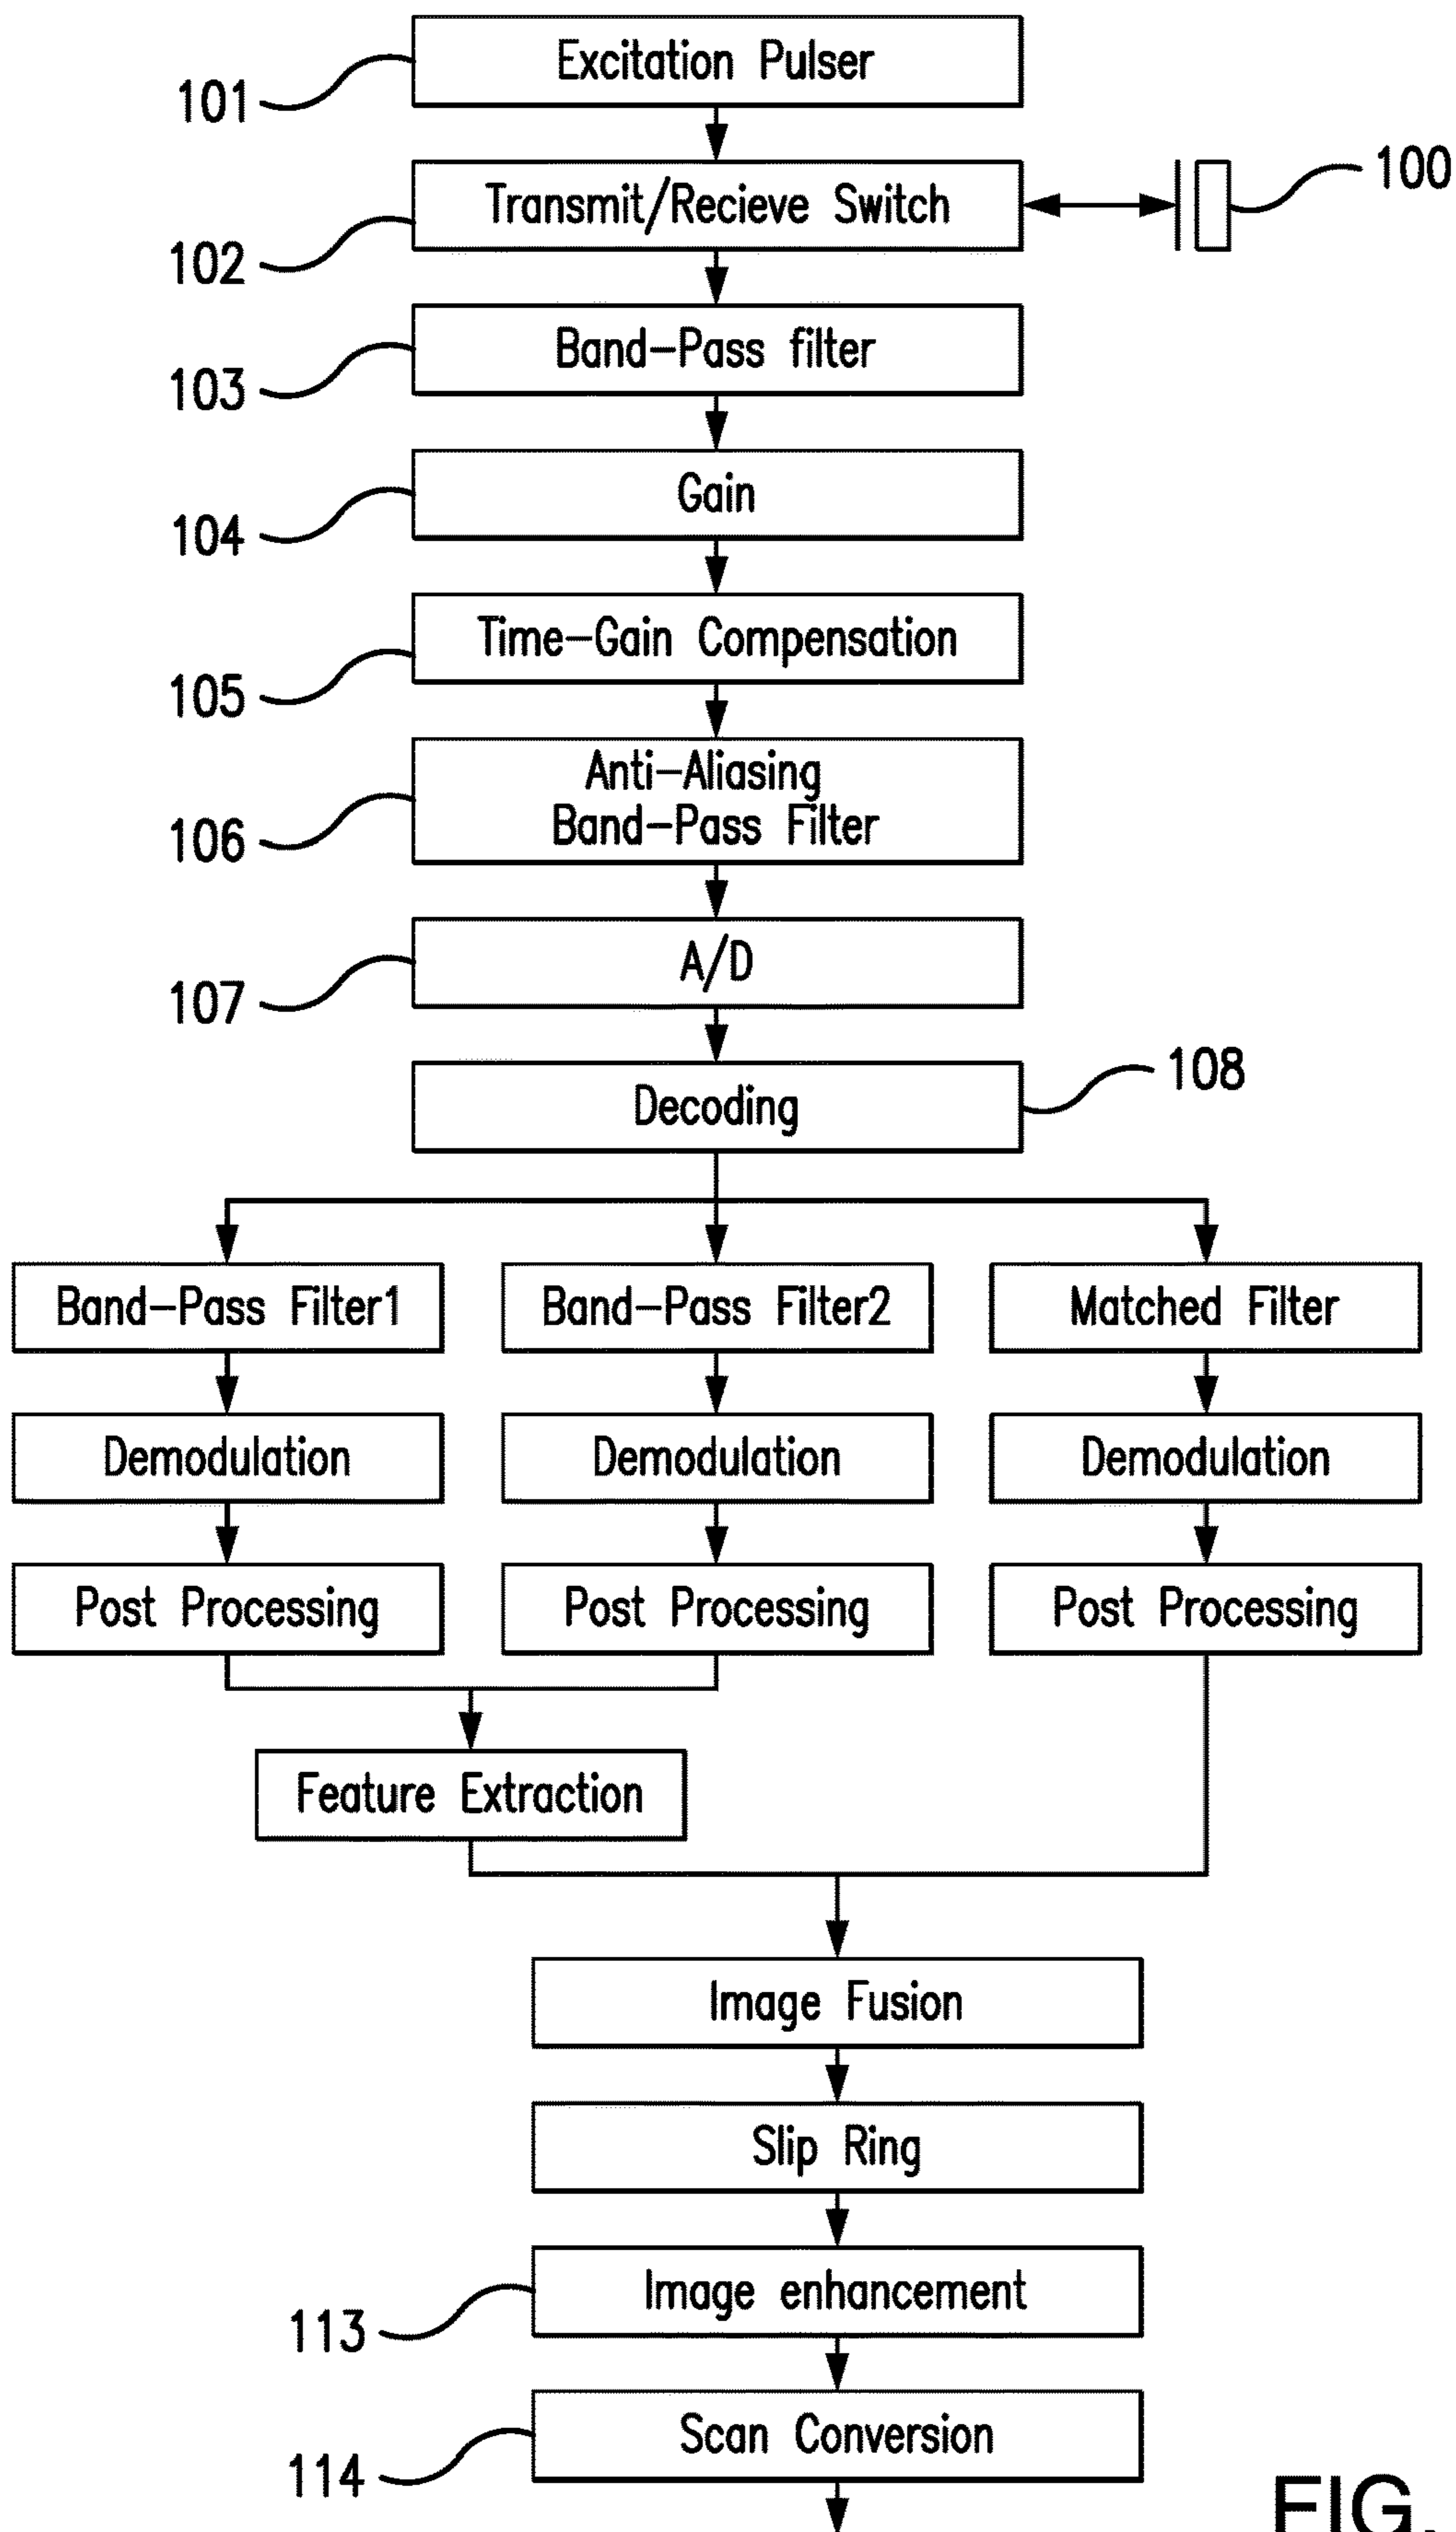 Excitation Pulser
101
Transmit/Recieve Switch
100
102
Band-Pass filter
103
Gain
104
Time-Gain Compensation
105
Anti-Aliasing
Band-Pass Filter
106
A/D
107
108
Decoding
Band-Pass Filter1
Band-Pass Filter2
Matched Filter
Demodulation
Demodulation
Demodulation
Post Processing
Post Processing
Post Processing
Feature Extraction
Image Fusion
Slip Ring
Image enhancement
113
Scan Conversion
114
FIG.